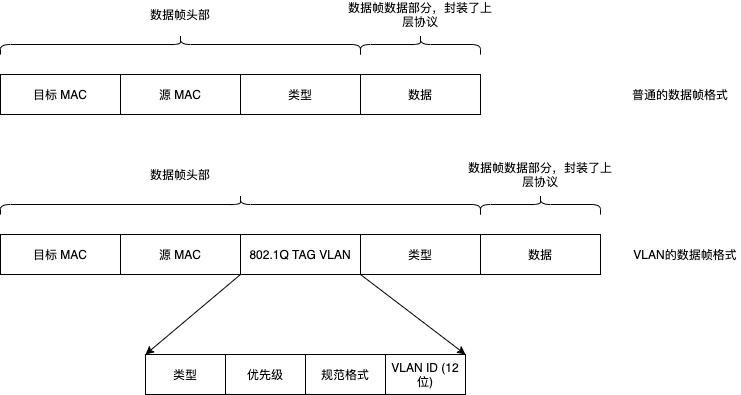 数据帧头部
数据帧数据部分，封装了上
层协议
目标 MAC
源 MAC
类型
数据
普通的数据帧格式
数据帧头部
数据帧数据部分，封装了上
层协议
目标 MAC
源 MAC
802.1Q TAG VLAN
类型
数据
VLAN的数据帧格式
类型
优先级
规范格式
VLAN ID (12
位)